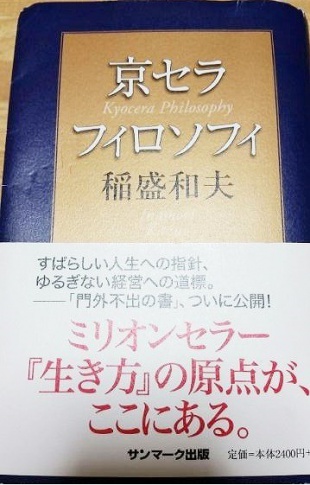 京セラ
Kyocera Philosophy
フィロソフィ
稲盛和夫
すばらしい人生への指針、
ゆるぎない経営への道標。
──「門外不出の書」、ついに公開!
ミリオンセラー
『生き方』の原点が、
ここにある。
サンマーク出版 定価=本体2400円+